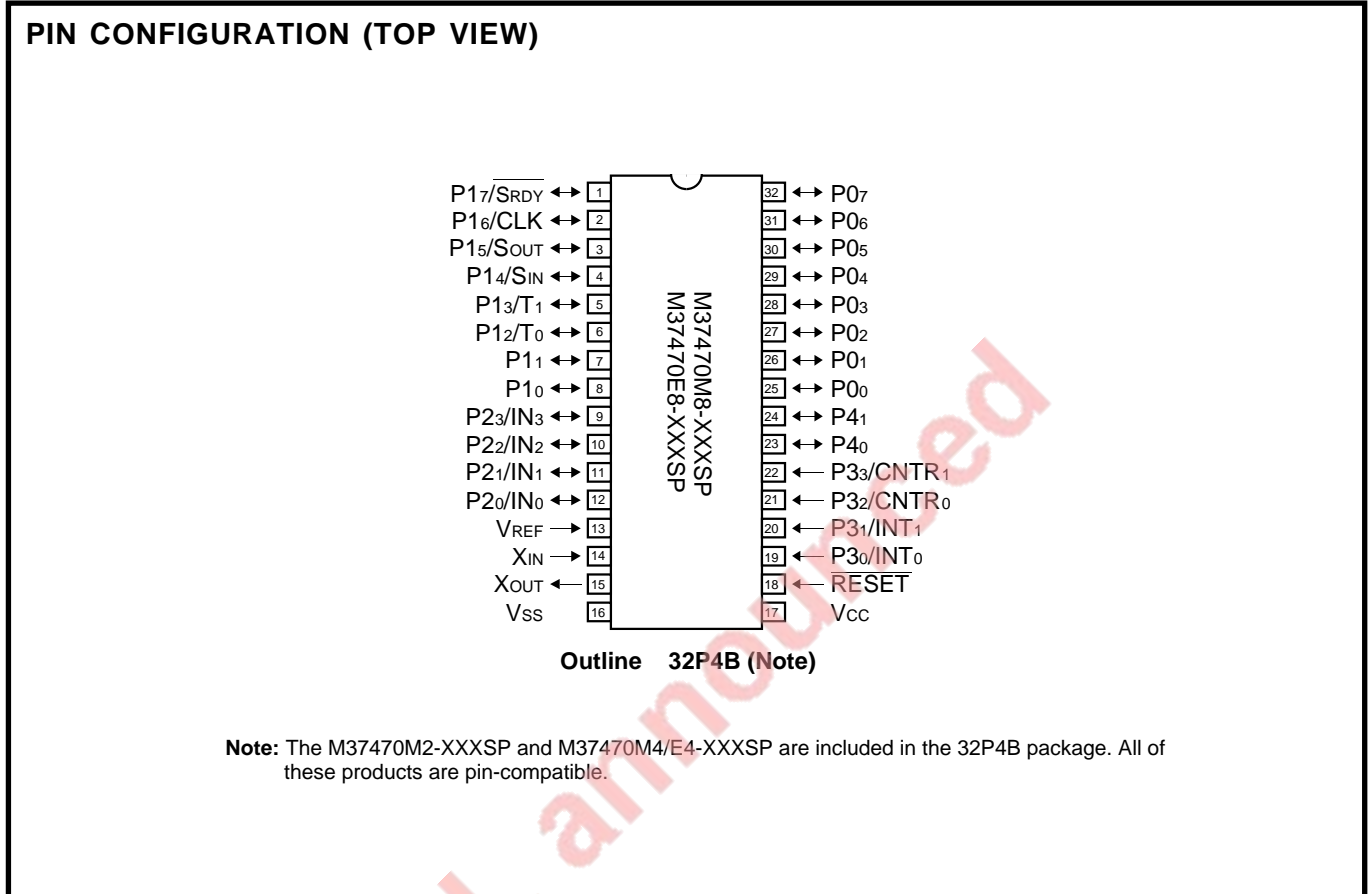 PIN CONFIGURATION (TOP VIEW)
P17/SRDY 1 32 P07
P16/CLK 2 31 P06
P15/SOUT 3 30 P05
P14/SIN 4 29 P04
P13/T1 5 28 P03
P12/T0 6 27 P02
P11 7 26 P01
P10 8 25 P00
P23/IN3 9 24 P41
P22/IN2 10 23 P40
P21/IN1 11 22 P33/CNTR1
P20/IN0 12 21 P32/CNTR0
VREF 13 20 P31/INT1
XIN 14 19 P30/INT0
XOUT 15 18 RESET
VSS 16 17 VCC
M37470M8-XXXSP
M37470E8-XXXSP
Outline 32P4B (Note)
Note: The M37470M2-XXXSP and M37470M4/E4-XXXSP are included in the 32P4B package. All of
these products are pin-compatible.
announced